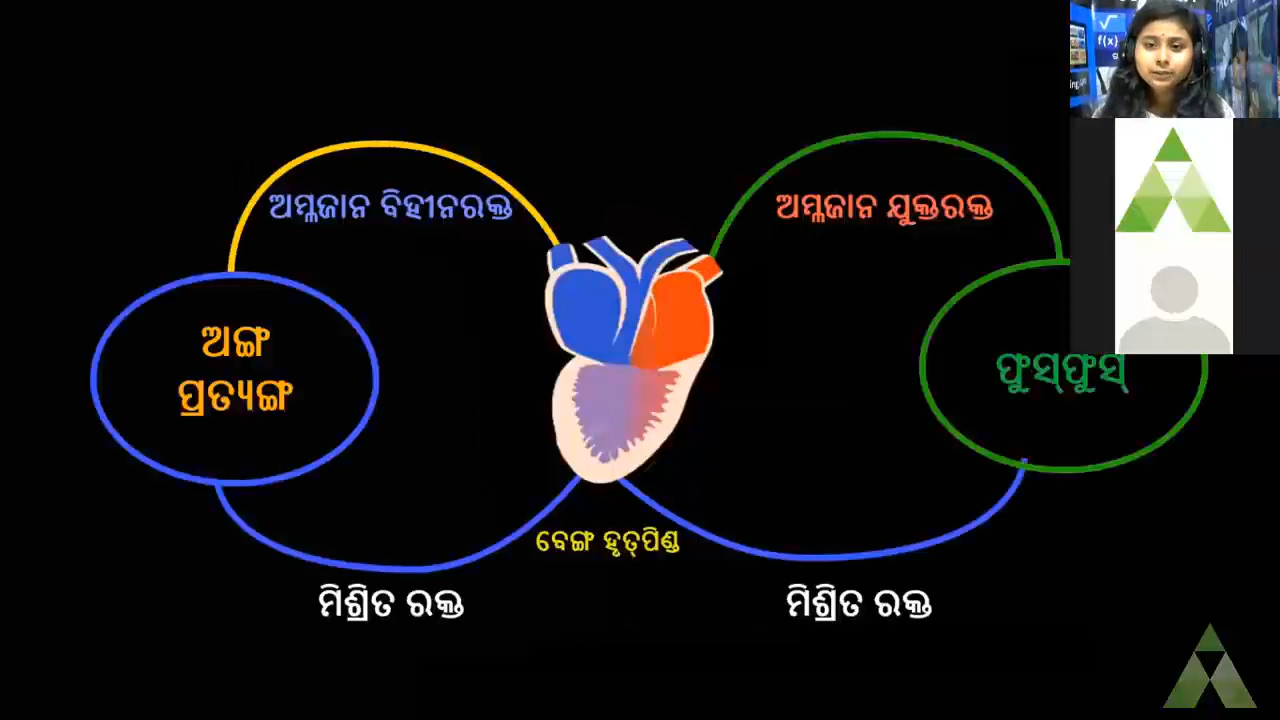 ଅମ୍ଳଜାନ ବିହୀନରକ୍ତ
ଅମ୍ଳଜାନ ଯୁକ୍ତରକ୍ତ
ଅଙ୍ଗ
ପ୍ରତ୍ୟଙ୍ଗ
ଫୁସ୍‌ଫୁସ୍
ବେଙ୍ଗ ହୃତ୍‌ପିଣ୍ଡ
ମିଶ୍ରିତ ରକ୍ତ
ମିଶ୍ରିତ ରକ୍ତ
f(x)